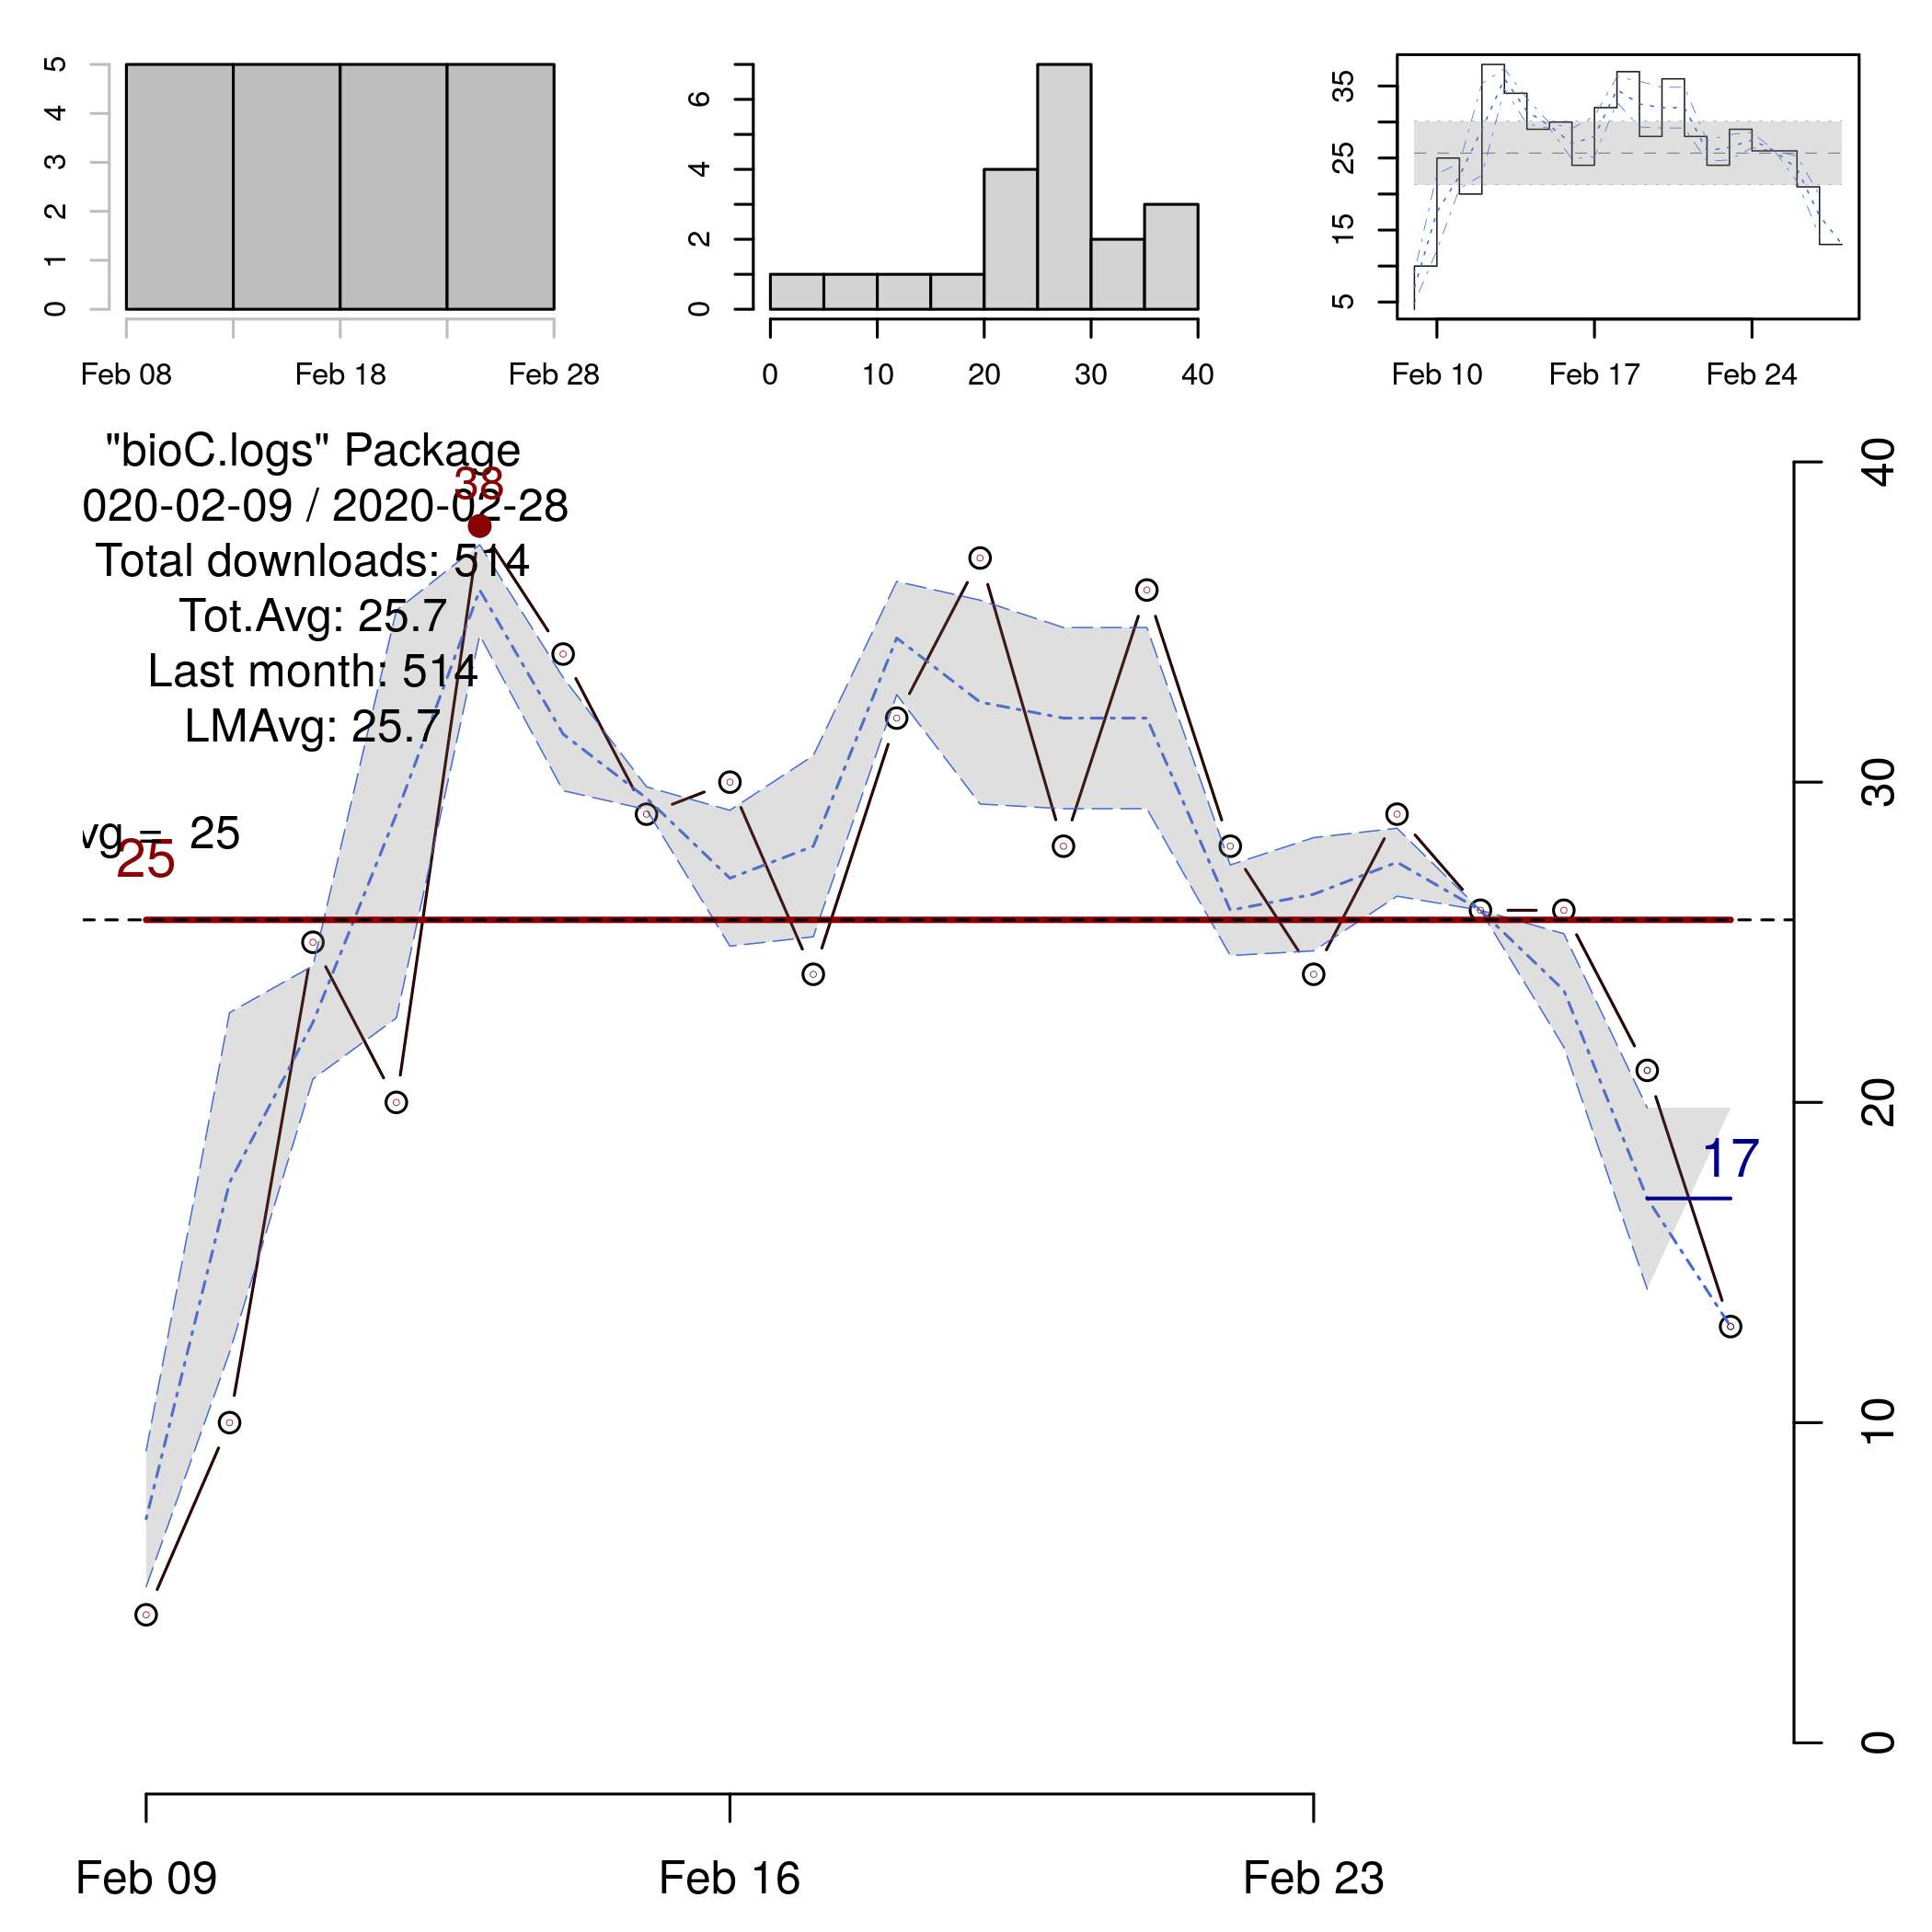 5
4
3
2
1
0
Feb 08 Feb 18 Feb 28
6
4
2
0
0 10 20 30 40
35
25
15
5
Feb 10 Feb 17 Feb 24
"bioC.logs" Package
38
020-02-09 / 2020-02-28
Total downloads: 514
Tot.Avg: 25.7
Last month: 514
LMAvg: 25.7
vg = 25
25
17
40
30
20
10
0
Feb 09 Feb 16 Feb 23